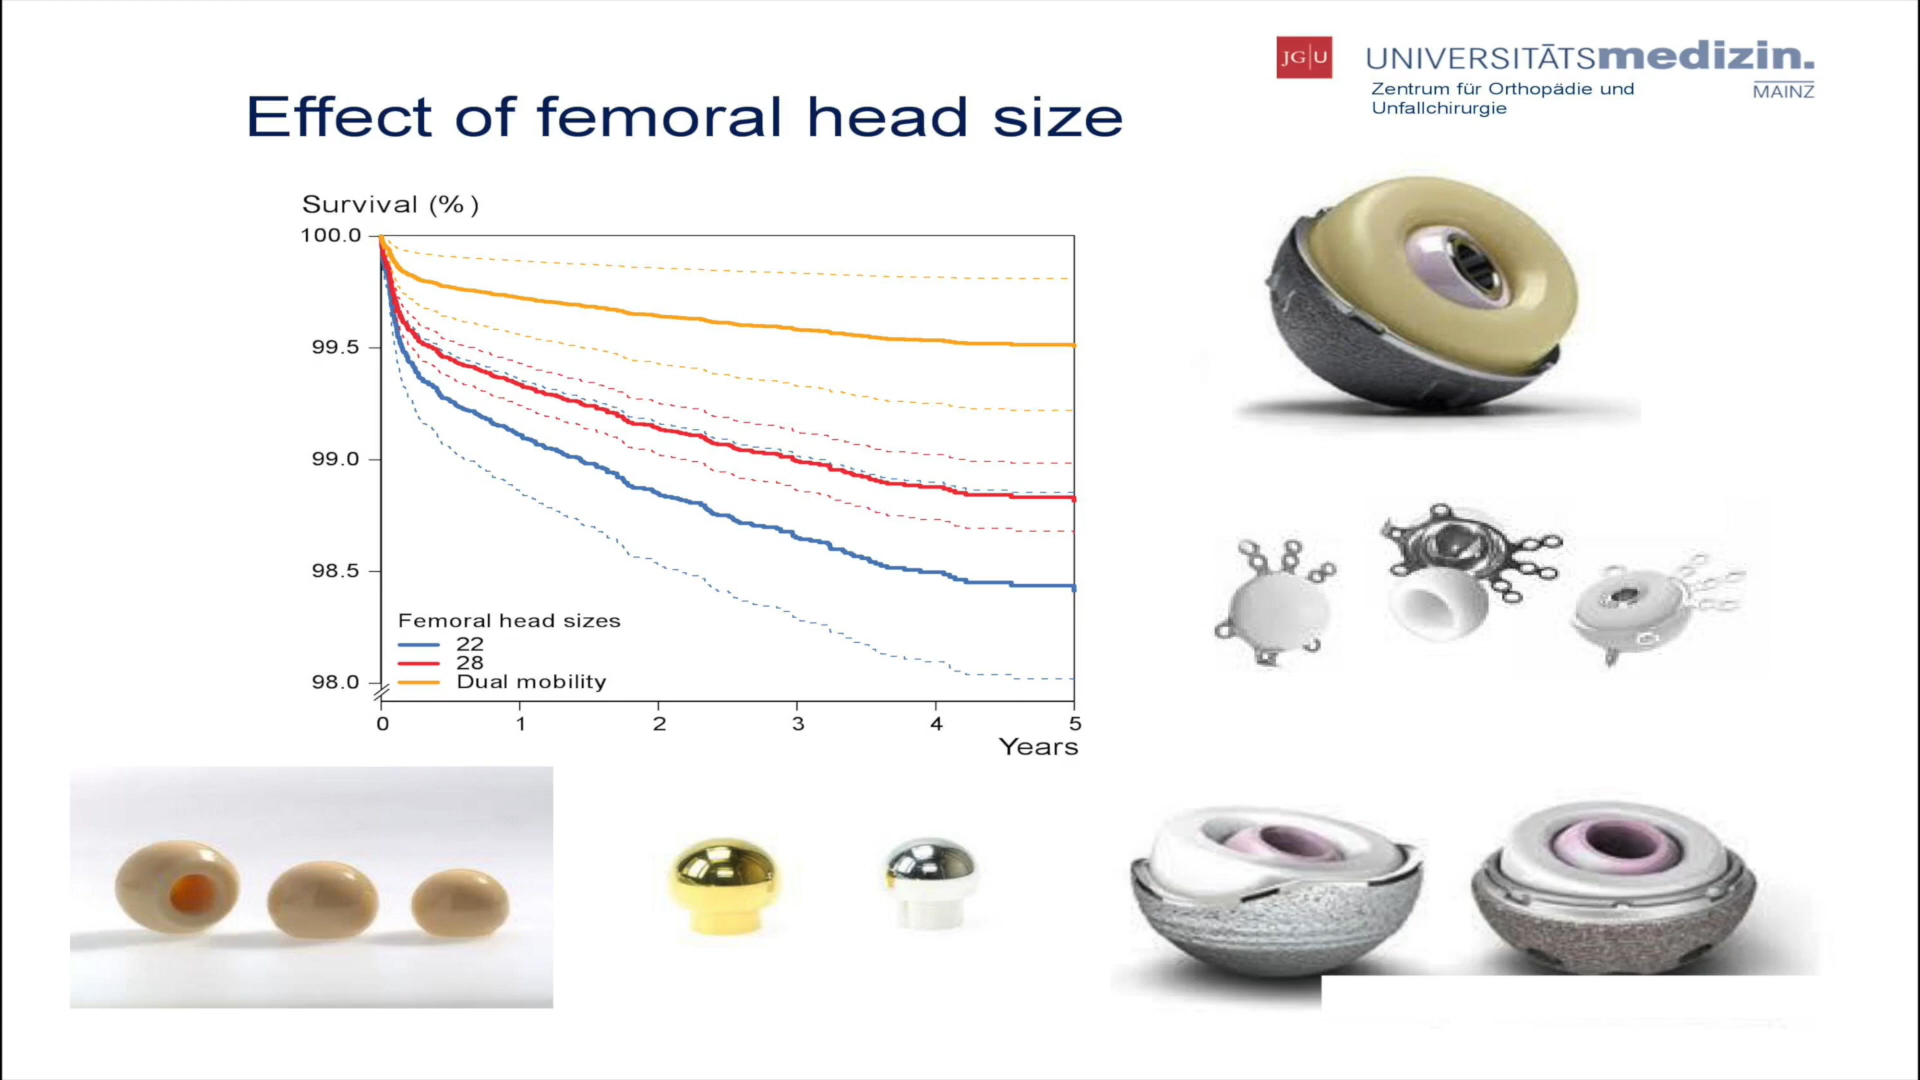 JG|U
UNIVERSITÄTSmedizin.
MAINZ
Zentrum für Orthopädie und
Unfallchirurgie
Effect of femoral head size
Survival (%)
100.0
99.5
99.0
98.5
98.0
Femoral head sizes
22
28
Dual mobility
0 1 2 3 4 5
Years